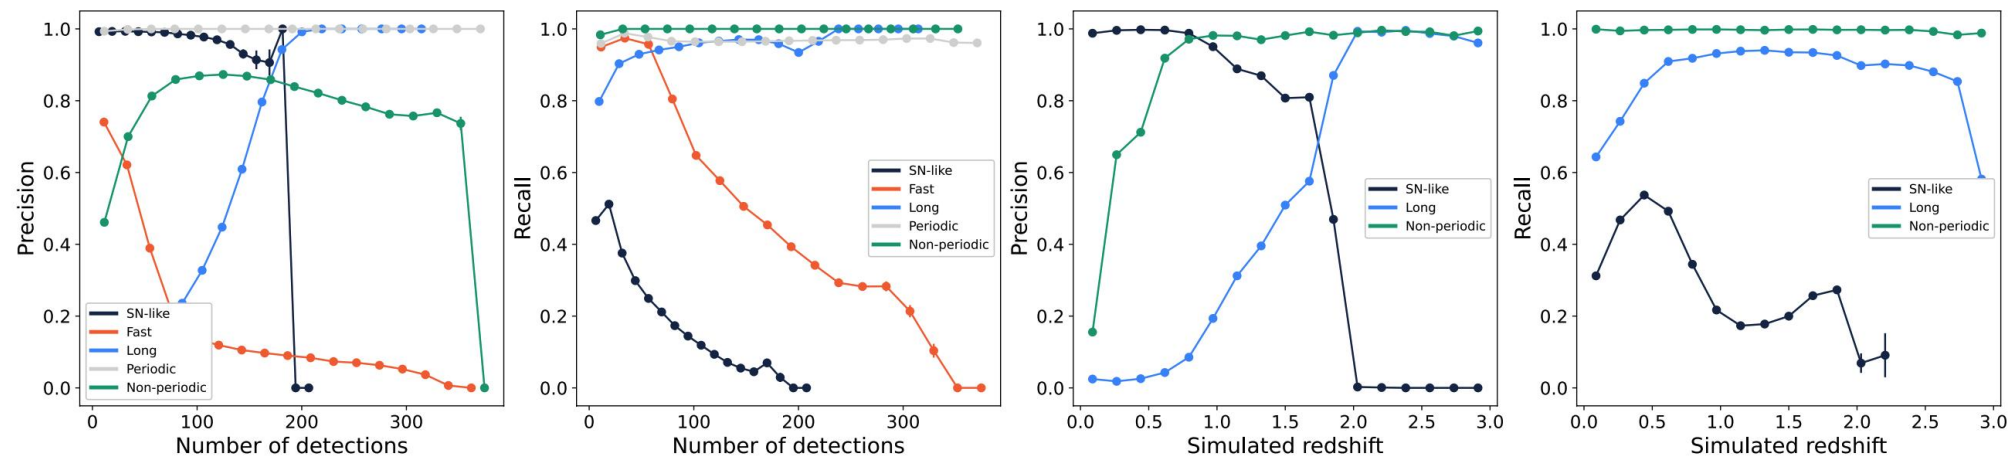 Precision
1.0
0.8
0.6
0.4
0.2
0.0
SN-like
Fast
Long
Periodic
Non-periodic
0
100
200
300
Number of detections
Recall
1.0
0.8
0.6
0.4
0.2
0.0
SN-like
Fast
Long
Periodic
Non-periodic
0
100
200
300
Number of detections
Precision
1.0
0.8
0.6
0.4
0.2
0.0
SN-like
Long
Non-periodic
0.0
0.5
1.0
1.5
2.0
2.5
3.0
Simulated redshift
Recall
1.0
0.8
0.6
0.4
0.2
0.0
SN-like
Long
Non-periodic
0.0
0.5
1.0
1.5
2.0
2.5
3.0
Simulated redshift